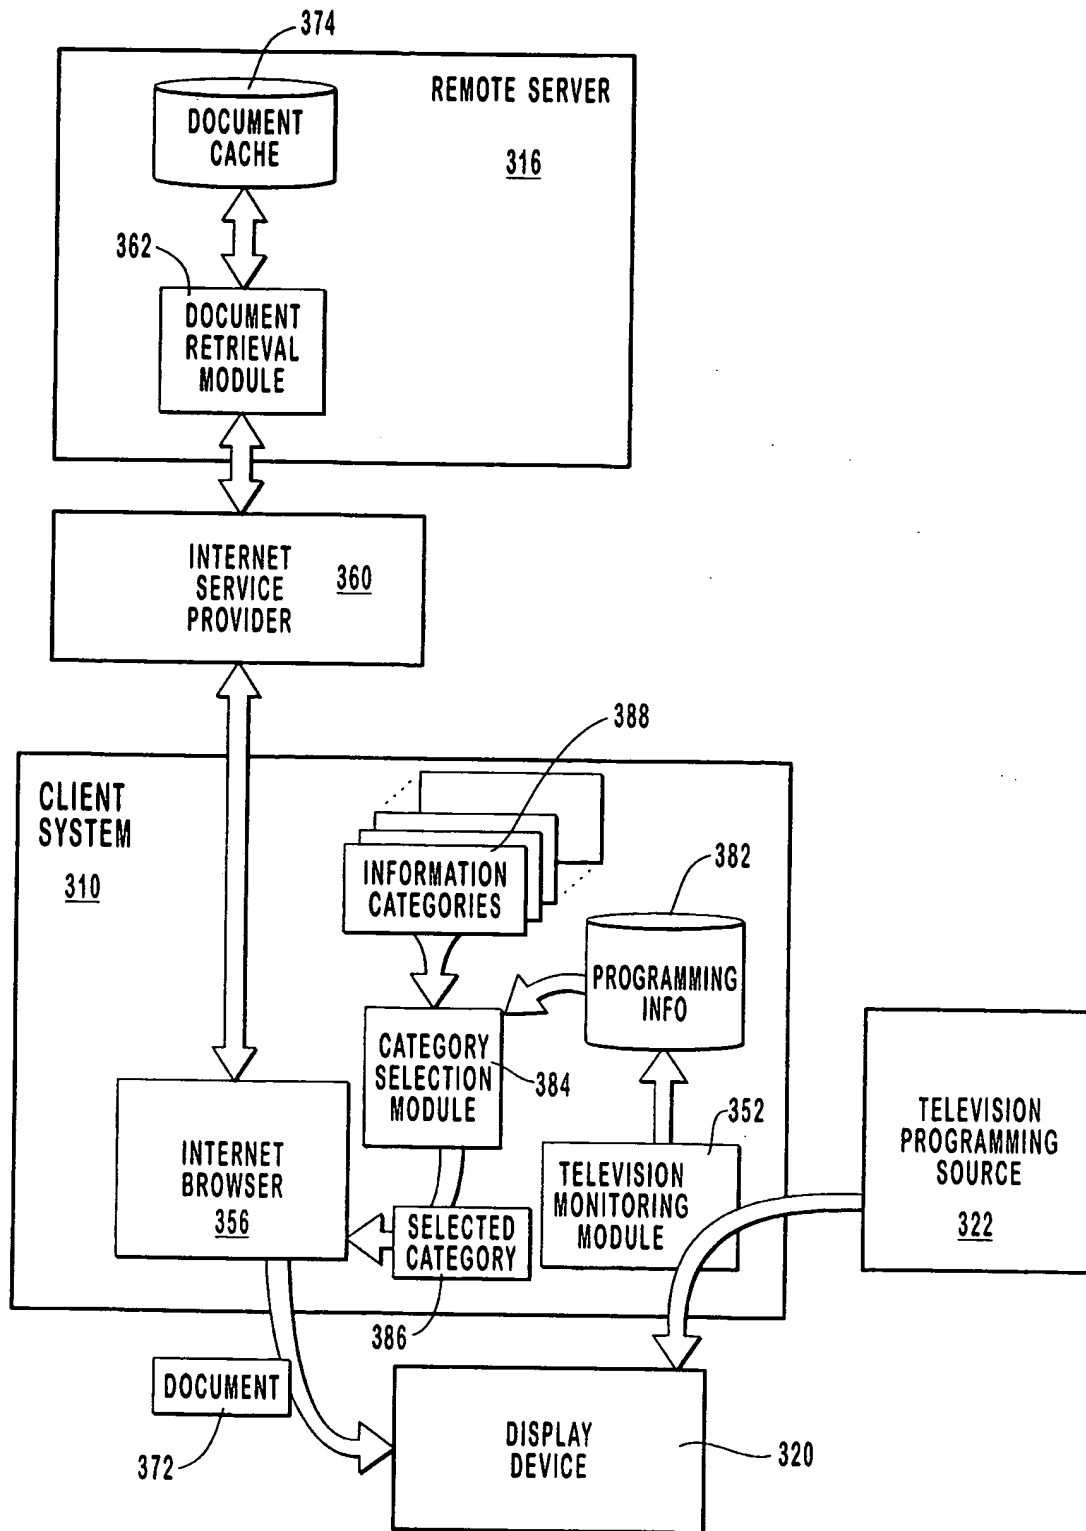 374
REMOTE SERVER
316
DOCUMENT
CACHE
362
DOCUMENT
RETRIEVAL
MODULE
INTERNET
SERVICE
PROVIDER
360
388
CLIENT
SYSTEM
310
INFORMATION
CATEGORIES
382
PROGRAMMING
INFO
CATEGORY
SELECTION
MODULE
384
352
TELEVISION
PROGRAMMING
SOURCE
322
INTERNET
BROWSER
356
TELEVISION
MONITORING
MODULE
SELECTED
CATEGORY
386
DOCUMENT
372
DISPLAY
DEVICE
320